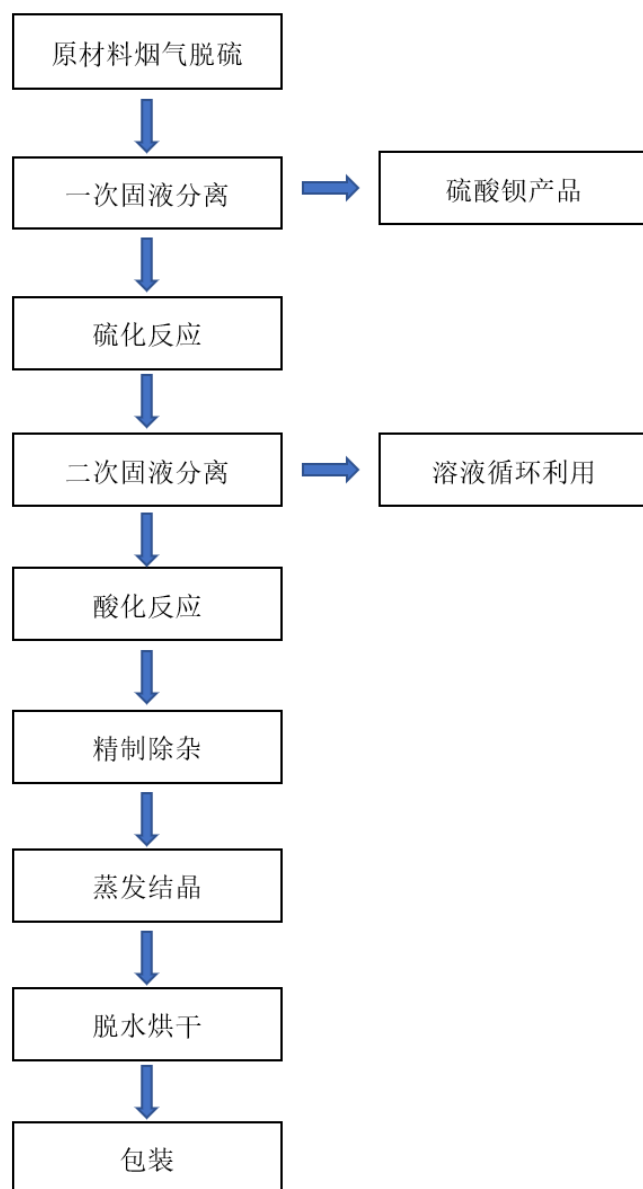 原材料烟气脱硫
一次固液分离
硫酸钡产品
硫化反应
二次固液分离
溶液循环利用
酸化反应
精制除杂
蒸发结晶
脱水烘干
包装